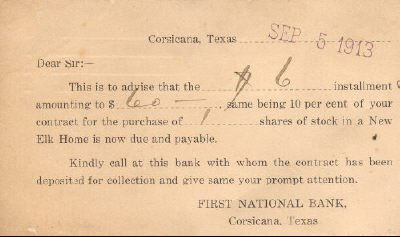 Corsicana, Texas SEP 5 1913
Dear Sir:—
This is to advise that the # 6 installment
amounting to $ 60 —, same being 10 per cent of your
contract for the purchase of 1 shares of stock in a New
Elk Home is now due and payable.
Kindly call at this bank with whom the contract has been
deposited for collection and give same your prompt attention.
FIRST NATIONAL BANK,
Corsicana, Texas